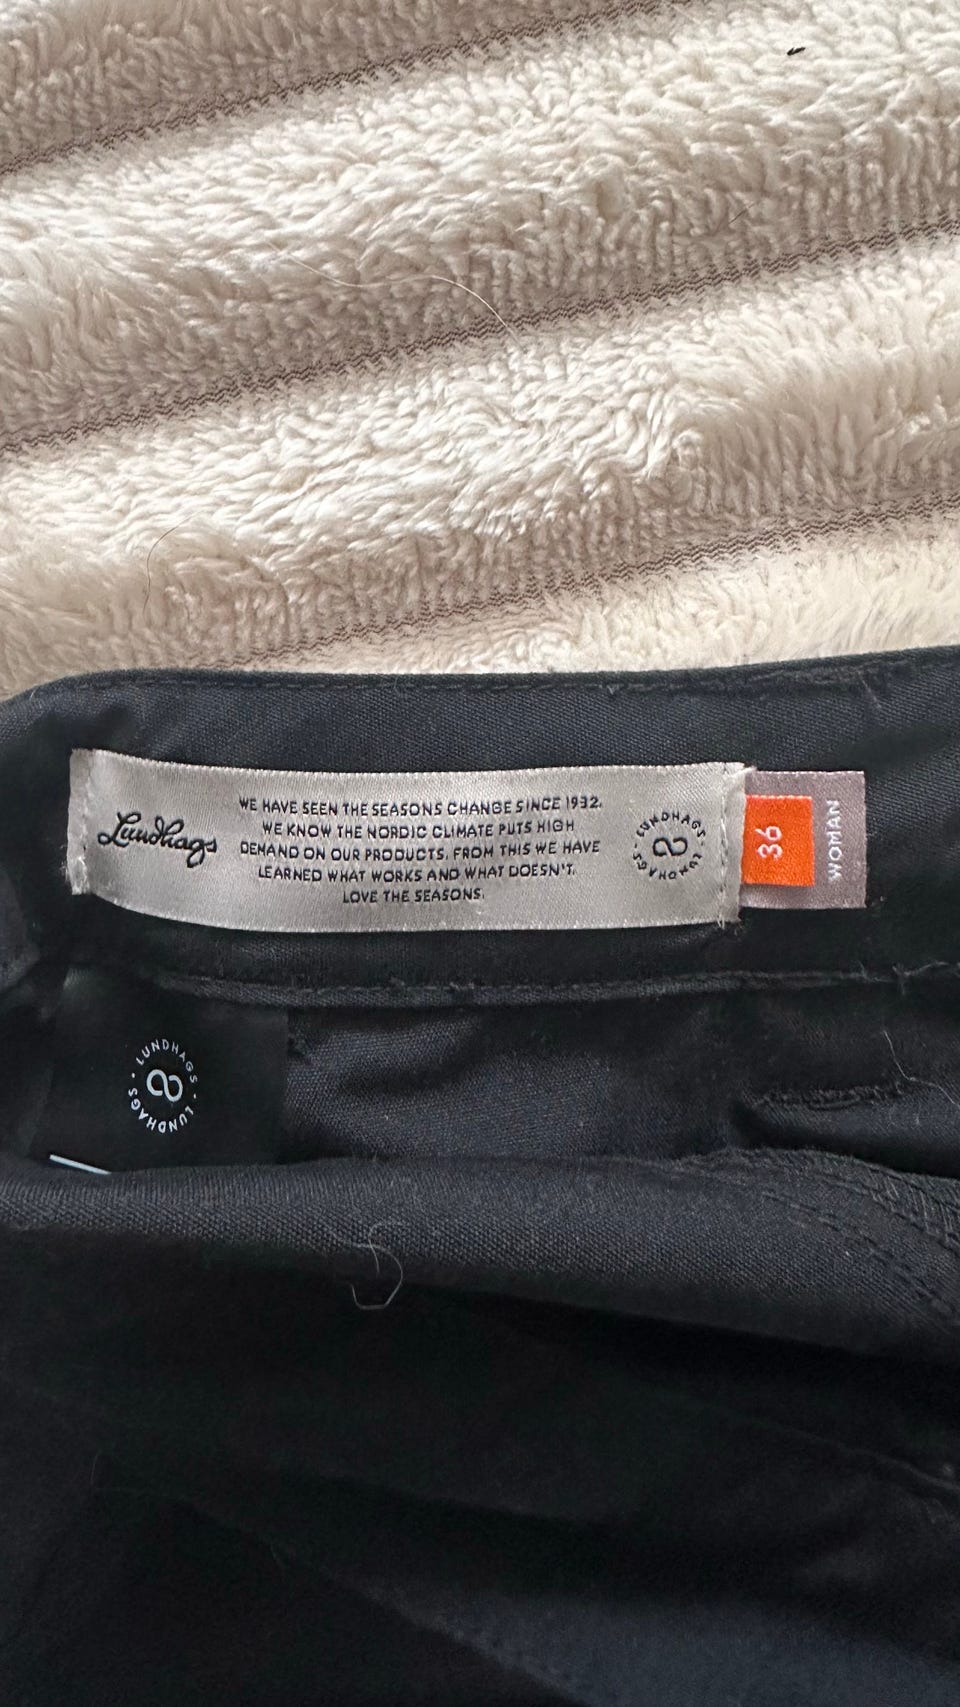 Lundhags
WE HAVE SEEN THE SEASONS CHANGE SINCE 1932.
WE KNOW THE NORDIC CLIMATE PUTS HIGH
DEMAND ON OUR PRODUCTS. FROM THIS WE HAVE
LEARNED WHAT WORKS AND WHAT DOESN'T.
LOVE THE SEASONS.
LUNDHAGS · LUNDHAGS ·
36
WOMAN
LUNDHAGS · LUNDHAGS ·